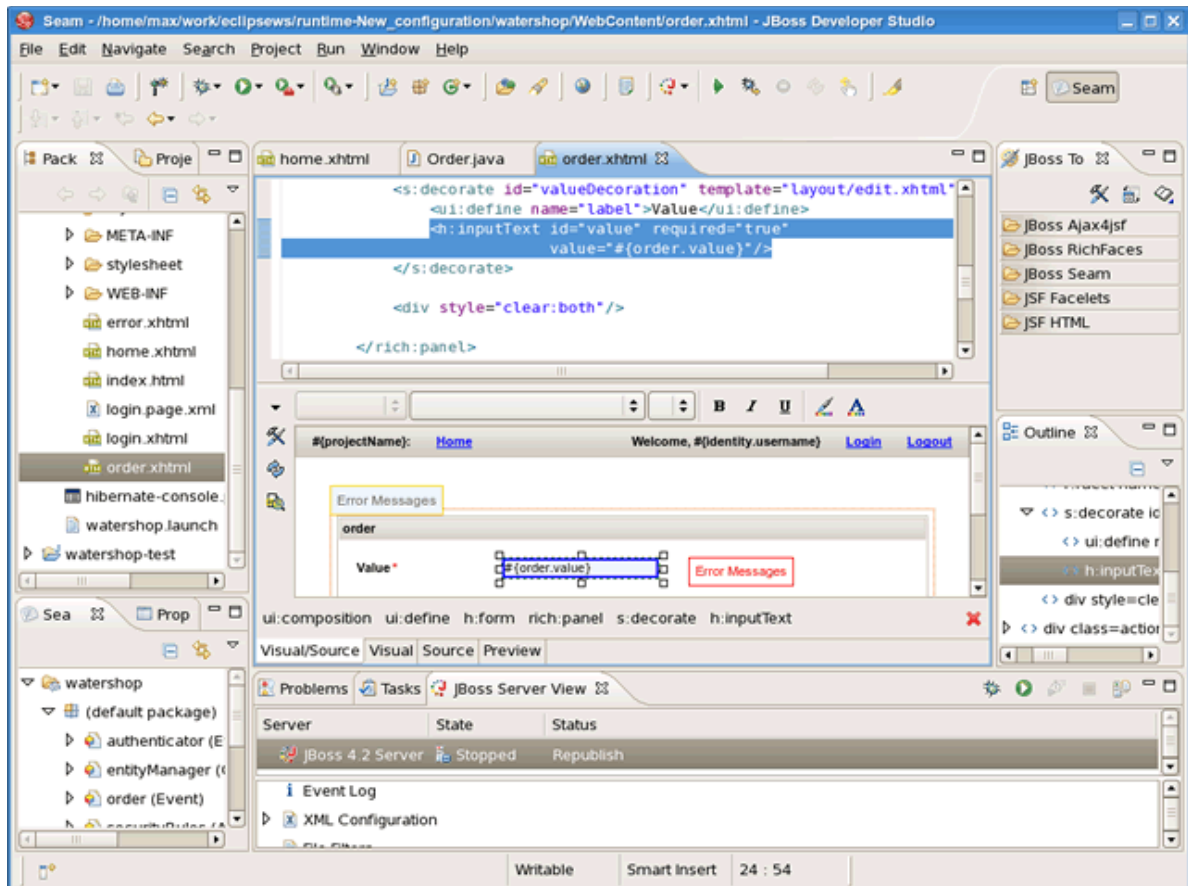 Seam - /home/max/work/eclipsews/runtime-New_configuration/watershop/WebContent/order.xhtml - JBoss Developer Studio
File Edit Navigate Search Project Run Window Help
Seam
Pack Proje
META-INF
stylesheet
WEB-INF
error.xhtml
home.xhtml
index.html
login.page.xml
login.xhtml
order.xhtml
hibernate-console.
watershop.launch
watershop-test
home.xhtml Order.java order.xhtml
<s:decorate id="valueDecoration" template="layout/edit.xhtml"
<ui:define name="label">Value</ui:define>
<h:inputText id="value" required="true"
value="#{order.value}"/>
</s:decorate>
<div style="clear:both"/>
</rich:panel>
B I U A
#{projectName}: Home Welcome, #{identity.username} Login Logout
Error Messages
order
Value* #{order.value} Error Messages
ui:composition ui:define h:form rich:panel s:decorate h:inputText
Visual/Source Visual Source Preview
JBoss To
JBoss Ajax4jsf
JBoss RichFaces
JBoss Seam
JSF Facelets
JSF HTML
Outline
s:decorate id
ui:define r
h:inputTex
div style=cle
div class=action
Sea Prop
watershop
(default package)
authenticator (E
entityManager (
order (Event)
Problems Tasks JBoss Server View
Server State Status
JBoss 4.2 Server Stopped Republish
Event Log
XML Configuration
Writable Smart Insert 24 : 54